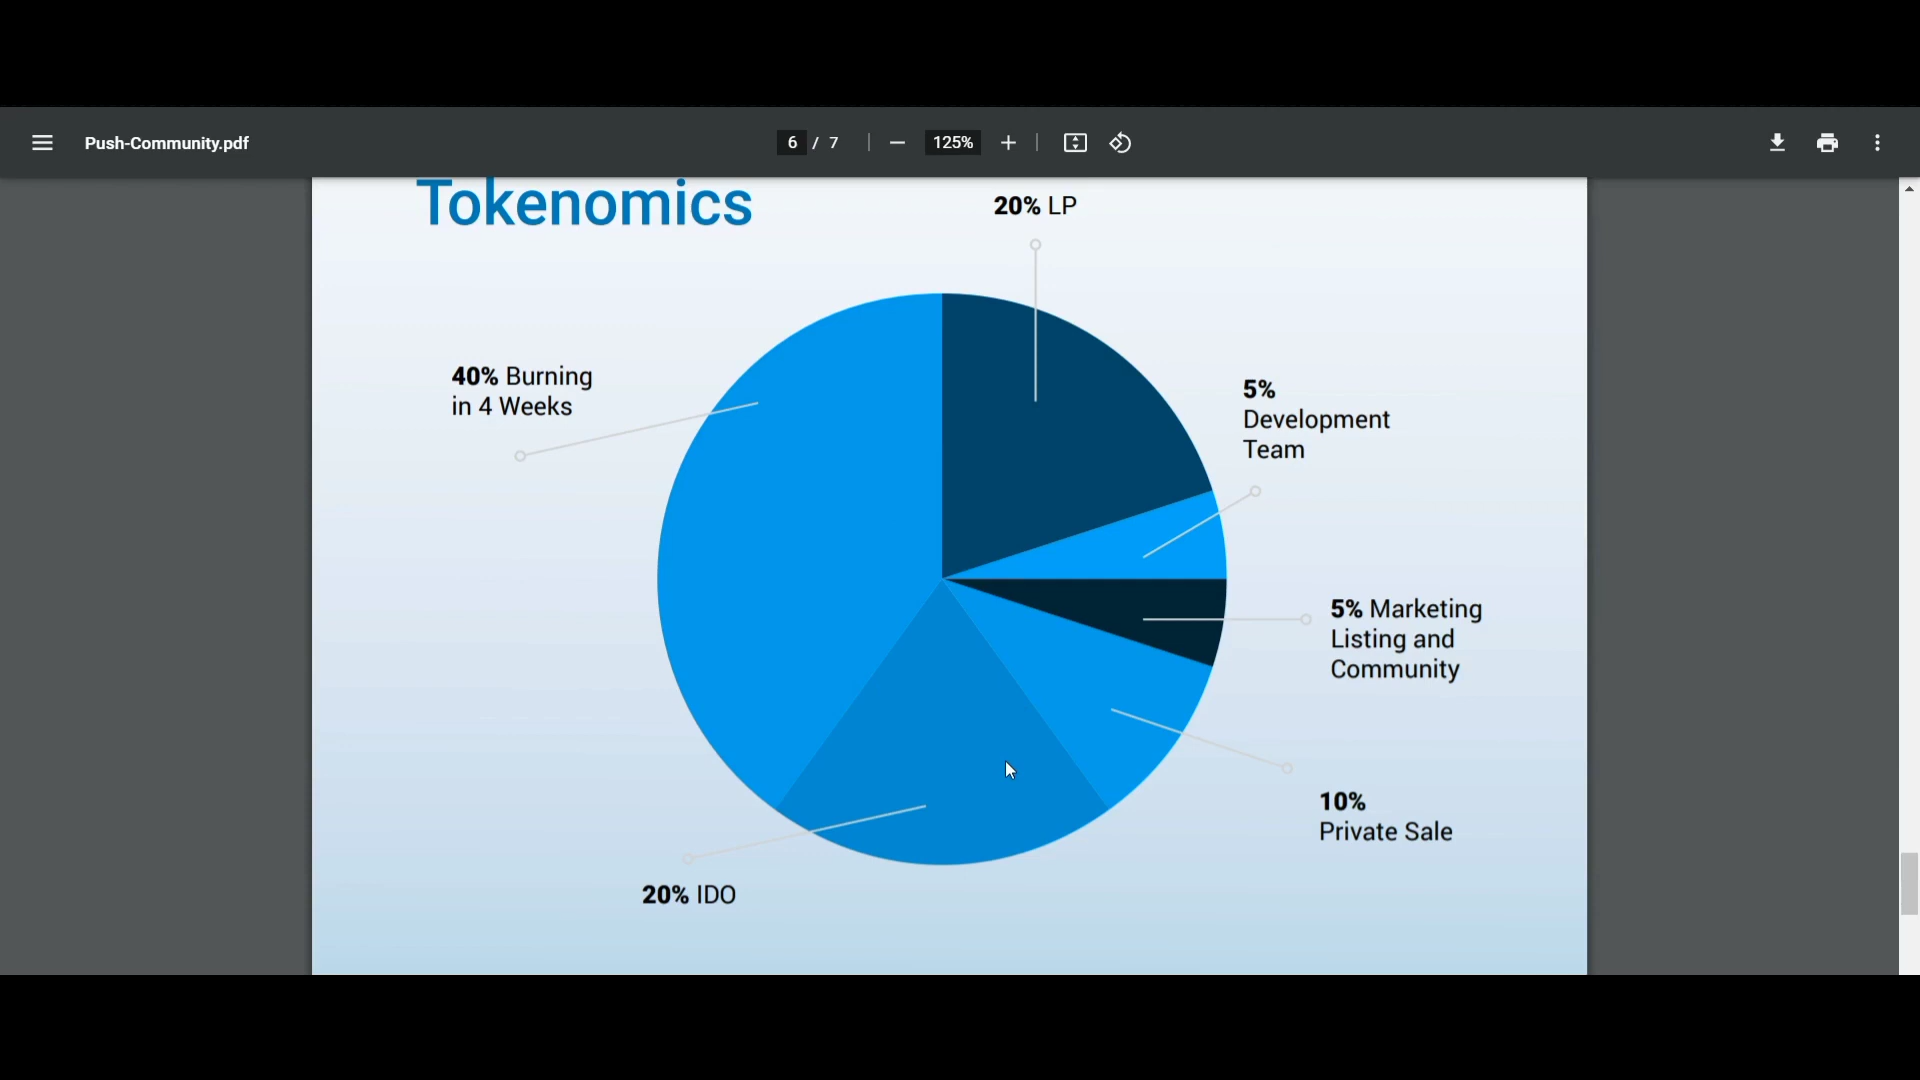 Push-Community.pdf
6 / 7
125%
Tokenomics
20% LP
40% Burning
in 4 Weeks
5%
Development
Team
5% Marketing
Listing and
Community
10%
Private Sale
20% IDO